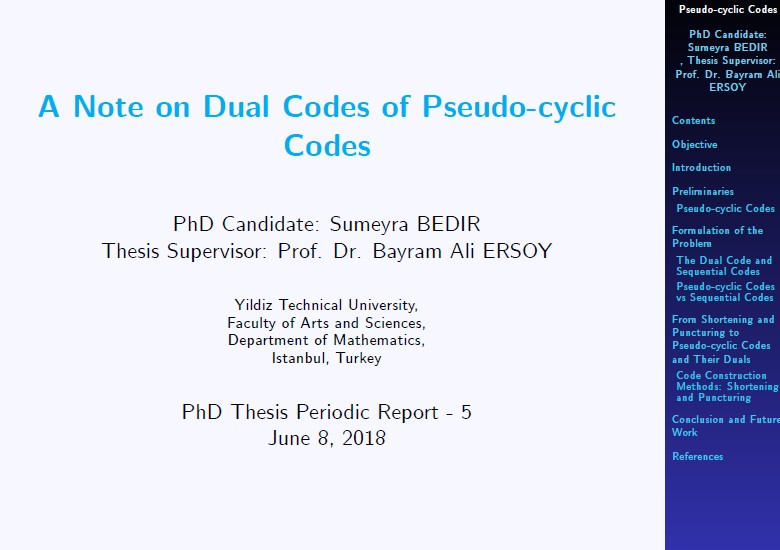 A Note on Dual Codes of Pseudo-cyclic
Codes
PhD Candidate: Sumeyra BEDIR
Thesis Supervisor: Prof. Dr. Bayram Ali ERSOY
Yildiz Technical University,
Faculty of Arts and Sciences,
Department of Mathematics,
Istanbul, Turkey
PhD Thesis Periodic Report - 5
June 8, 2018
Pseudo-cyclic Codes
PhD Candidate:
Sumeyra BEDIR
, Thesis Supervisor:
Prof. Dr. Bayram Ali
ERSOY
Contents
Objective
Introduction
Preliminaries
Pseudo-cyclic Codes
Formulation of the
Problem
The Dual Code and
Sequential Codes
Pseudo-cyclic Codes
vs Sequential Codes
From Shortening and
Puncturing to
Pseudo-cyclic Codes
and Their Duals
Code Construction
Methods: Shortening
and Puncturing
Conclusion and Future
Work
References